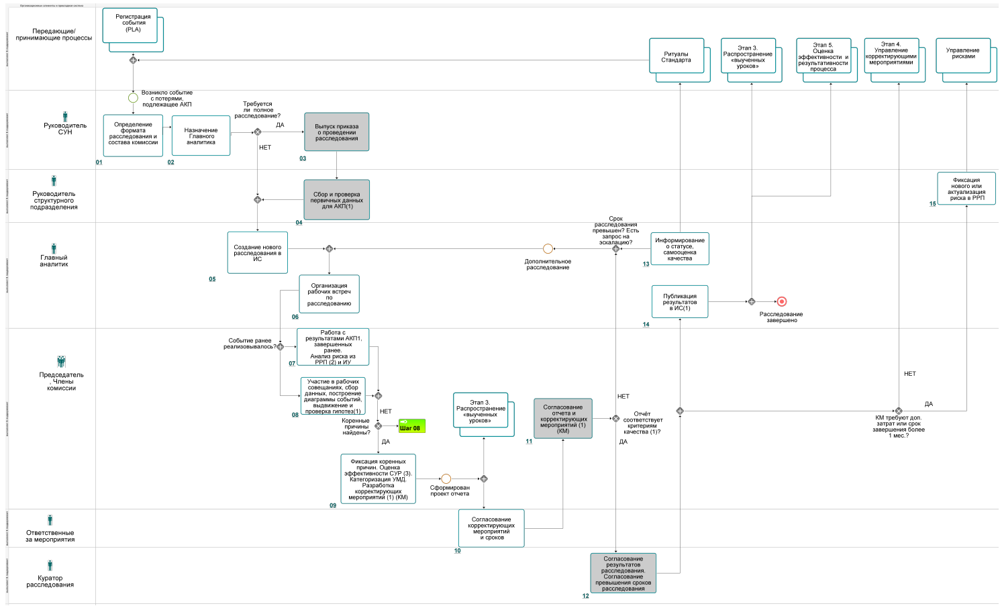 Организационные элементы и прикладная система
Передающие/
принимающие процессы
Регистрация
события
(PLA)
Ритуалы
Стандарта
Этап 3.
Распространение
«выученных
уроков»
Этап 5.
Оценка
эффективности и
результативности
процесса
Этап 4.
Управление
корректирующими
мероприятиями
Управление
рисками
Возникло событие
с потерями,
подлежащее АКП
Руководитель
СУН
Определение
формата
расследования и
состава комиссии
01
Назначение
Главного
аналитика
02
Требуется
ли полное
расследование?
ДА
НЕТ
Выпуск приказа
о проведении
расследования
03
Руководитель
структурного
подразделения
Сбор и проверка
первичных данных
для АКП(1)
04
Фиксация
нового или
актуализация
риска в РРП
15
Главный
аналитик
Создание нового
расследования в
ИС
05
Дополнительное
расследование
Срок
расследования
превышен? Есть
запрос на
эскалацию?
Информирование
о статусе,
самооценка
качества
13
Организация
рабочих встреч
по
расследованию
06
Публикация
результатов
в ИС(1)
14
Расследование
завершено
Председатель
, Члены
комиссии
Событие ранее
реализовывалось?
Работа с
результатами АКП1,
завершенных
ранее.
Анализ риска из
РРП (2) и ИУ
07
Участие в рабочих
совещаниях, сбор
данных, построение
диаграммы событий,
выдвижение и
проверка гипотез(1)
08
НЕТ
Коренные
причины
найдены?
Шаг 08
ДА
Фиксация коренных
причин. Оценка
эффективности СУР (3).
Категоризация УМД.
Разработка
корректирующих
мероприятий (1) (КМ)
09
Сформирован
проект отчета
Этап 3.
Распространение
«выученных
уроков»
Согласование
отчета и
корректирующих
мероприятий (1)
(КМ)
11
НЕТ
Отчёт
соответствует
критериям
качества (1)?
ДА
НЕТ
ДА
КМ требуют доп.
затрат или срок
завершения более
1 мес.?
Ответственные
за мероприятия
Согласование
корректирующих
мероприятий
и сроков
10
Куратор
расследования
Согласование
результатов
расследования.
Согласование
превышения сроков
расследования
12